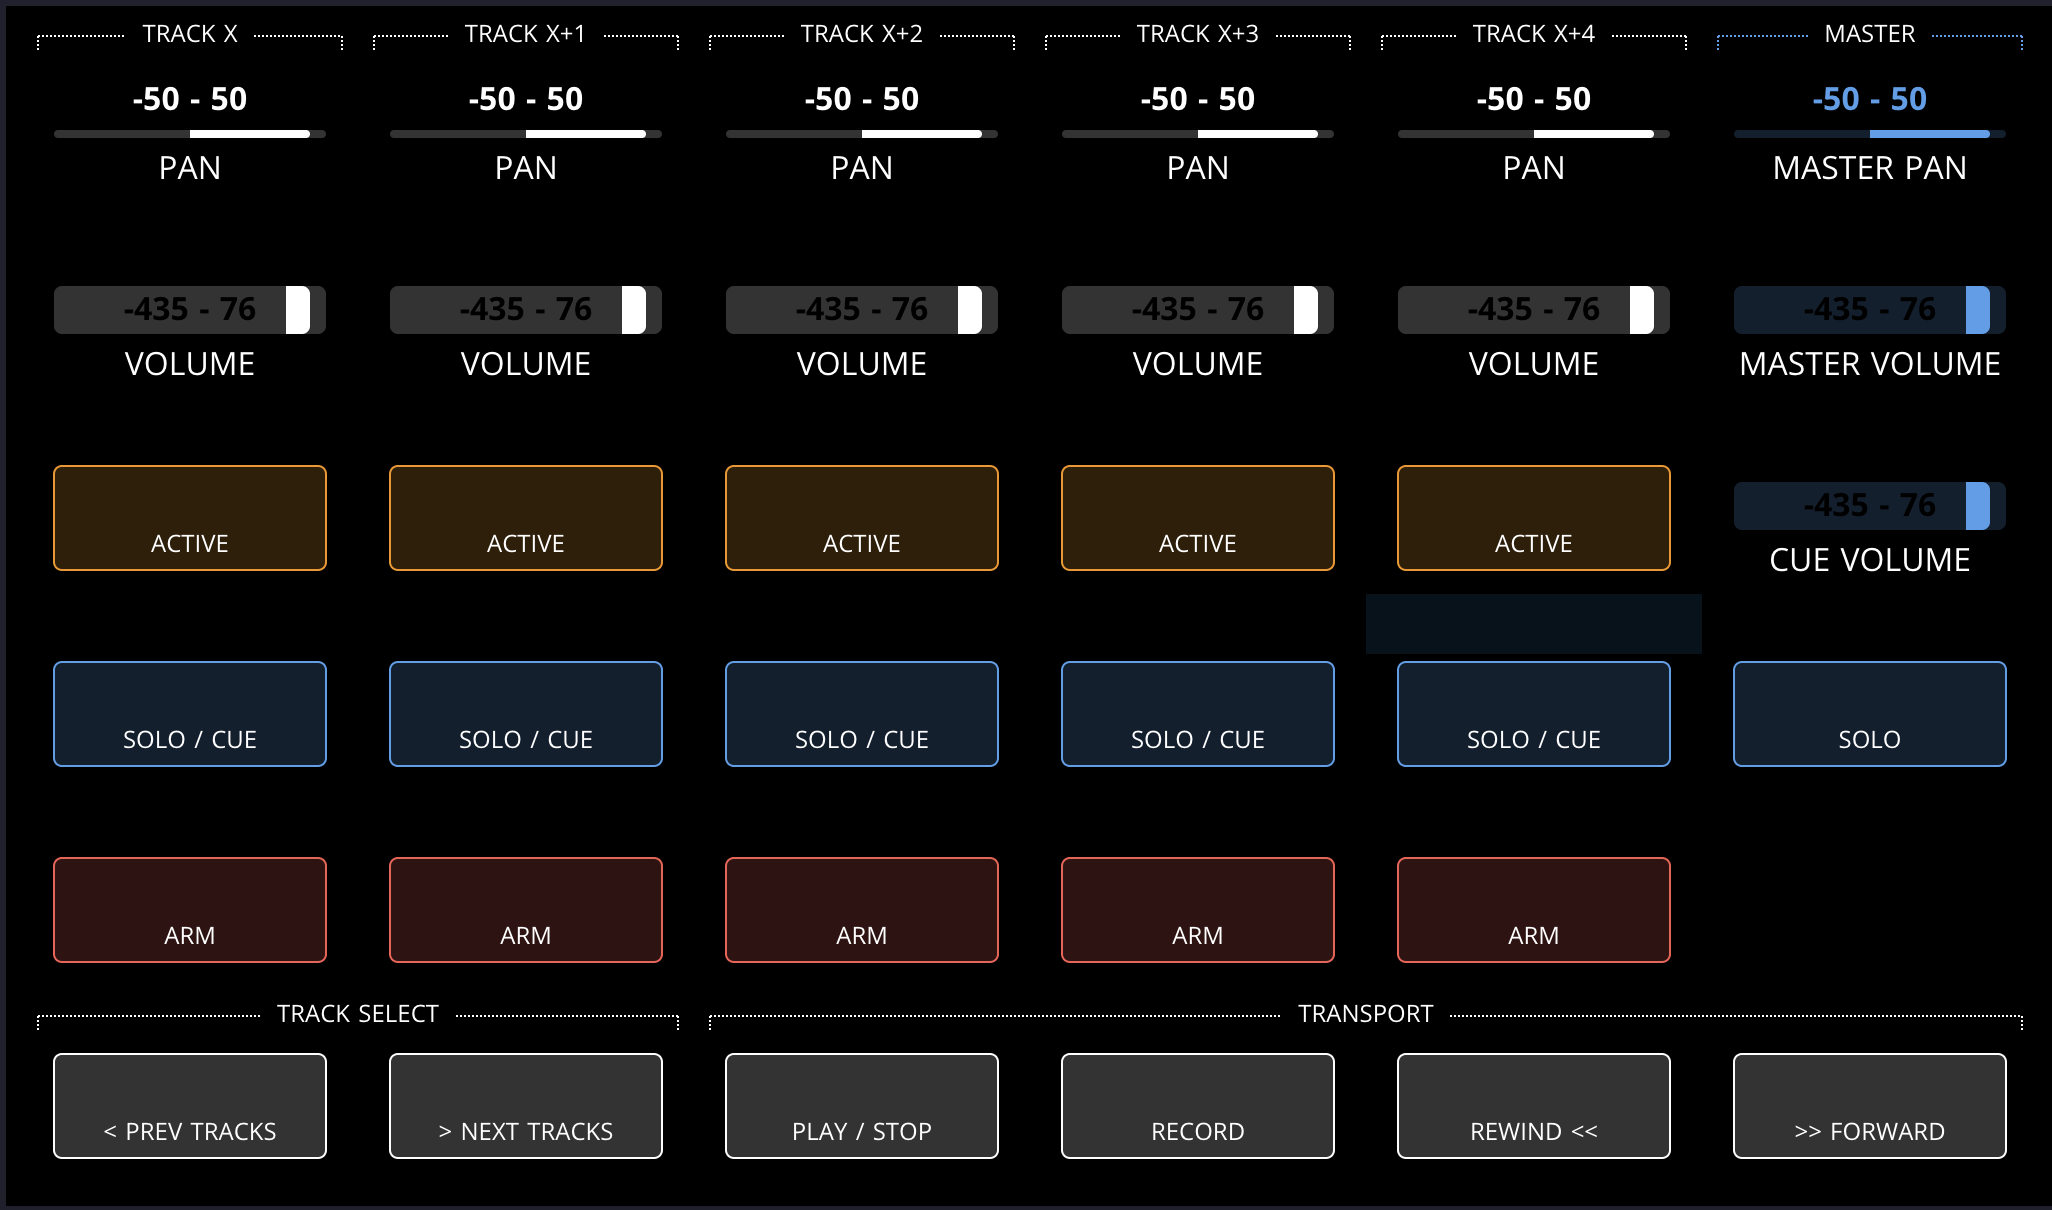 TRACK X TRACK X+1 TRACK X+2 TRACK X+3 TRACK X+4 MASTER
-50 - 50 -50 - 50 -50 - 50 -50 - 50 -50 - 50 -50 - 50
PAN PAN PAN PAN PAN MASTER PAN
-435 - 76 -435 - 76 -435 - 76 -435 - 76 -435 - 76 -435 - 76
VOLUME VOLUME VOLUME VOLUME VOLUME MASTER VOLUME
-435 - 76
ACTIVE ACTIVE ACTIVE ACTIVE ACTIVE CUE VOLUME
SOLO / CUE SOLO / CUE SOLO / CUE SOLO / CUE SOLO / CUE SOLO
ARM ARM ARM ARM ARM
TRACK SELECT TRANSPORT
< PREV TRACKS > NEXT TRACKS PLAY / STOP RECORD REWIND << >> FORWARD